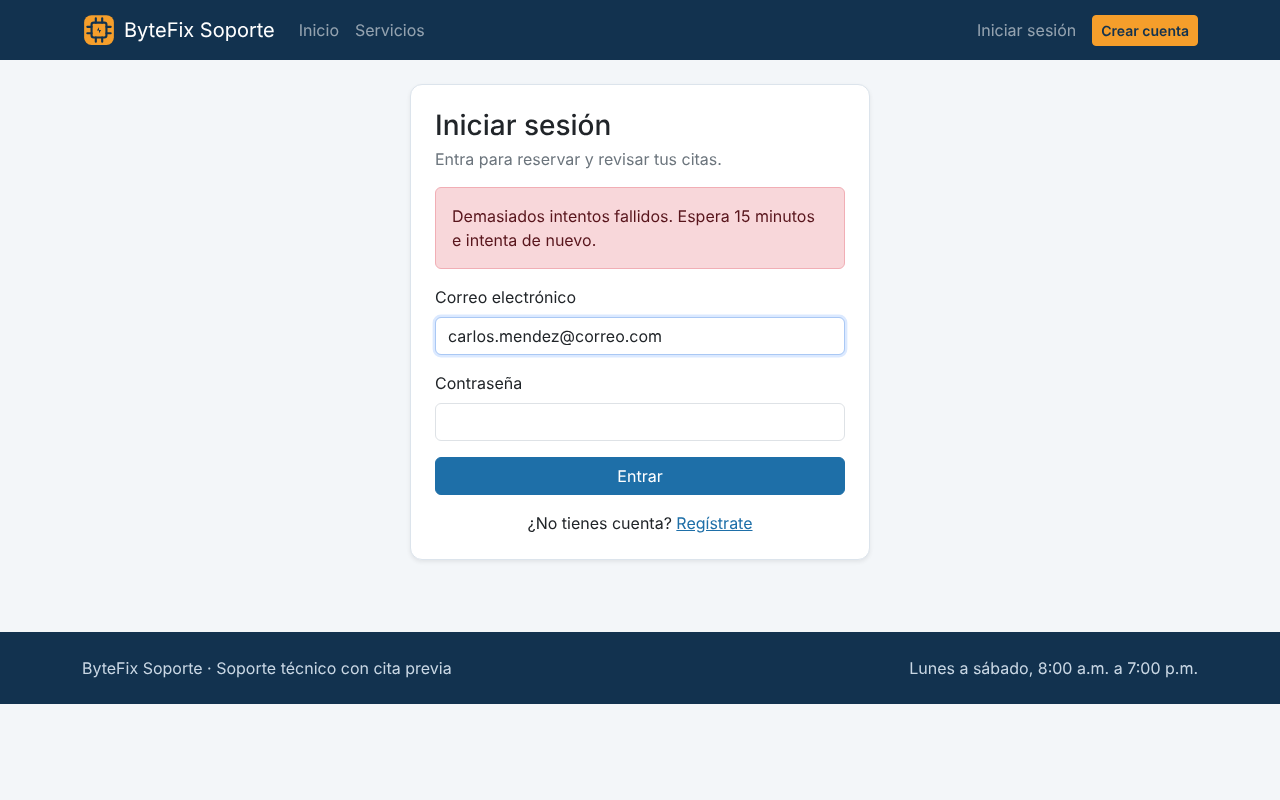 ByteFix Soporte Inicio Servicios Iniciar sesión Crear cuenta
Iniciar sesión
Entra para reservar y revisar tus citas.
Demasiados intentos fallidos. Espera 15 minutos
e intenta de nuevo.
Correo electrónico
carlos.mendez@correo.com
Contraseña
Entrar
¿No tienes cuenta? Regístrate
ByteFix Soporte · Soporte técnico con cita previa Lunes a sábado, 8:00 a.m. a 7:00 p.m.